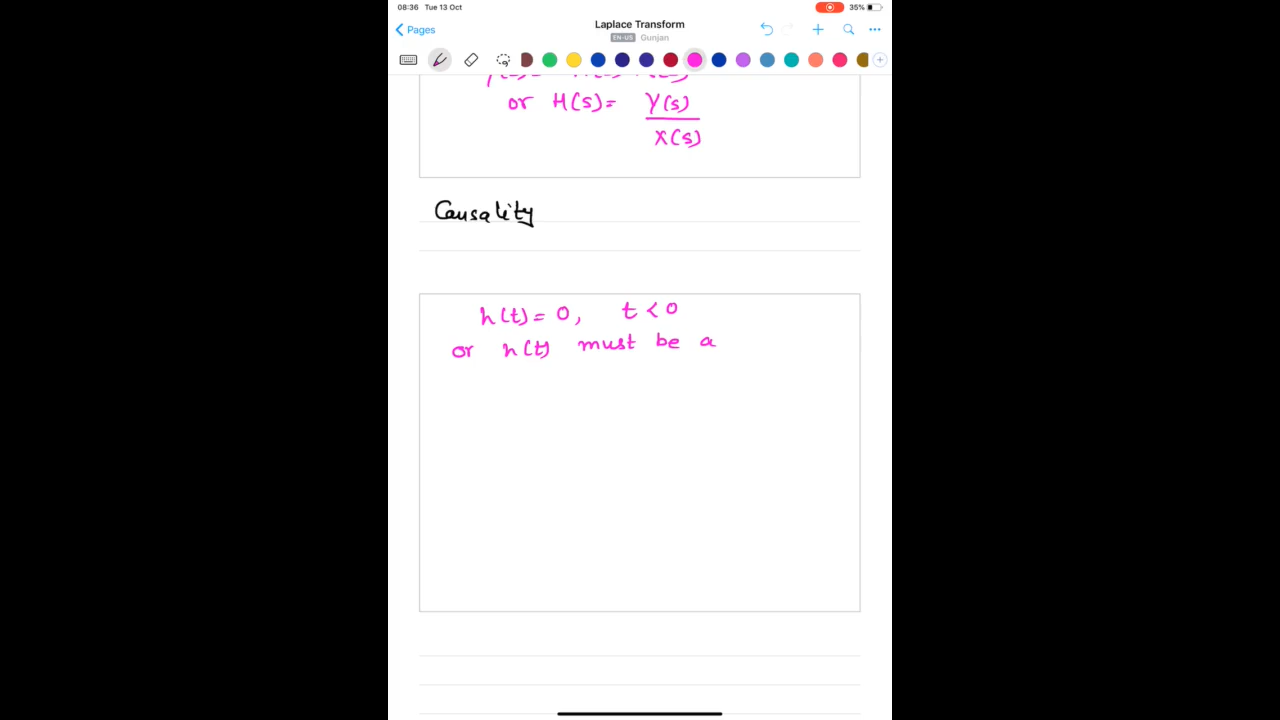 08:36 Tue 13 Oct
35%
Pages
Laplace Transform
EN-US Gunjan
or H(s)= Y(s)
X(s)
Causality
h(t)= 0, t < 0
or h(t) must be a